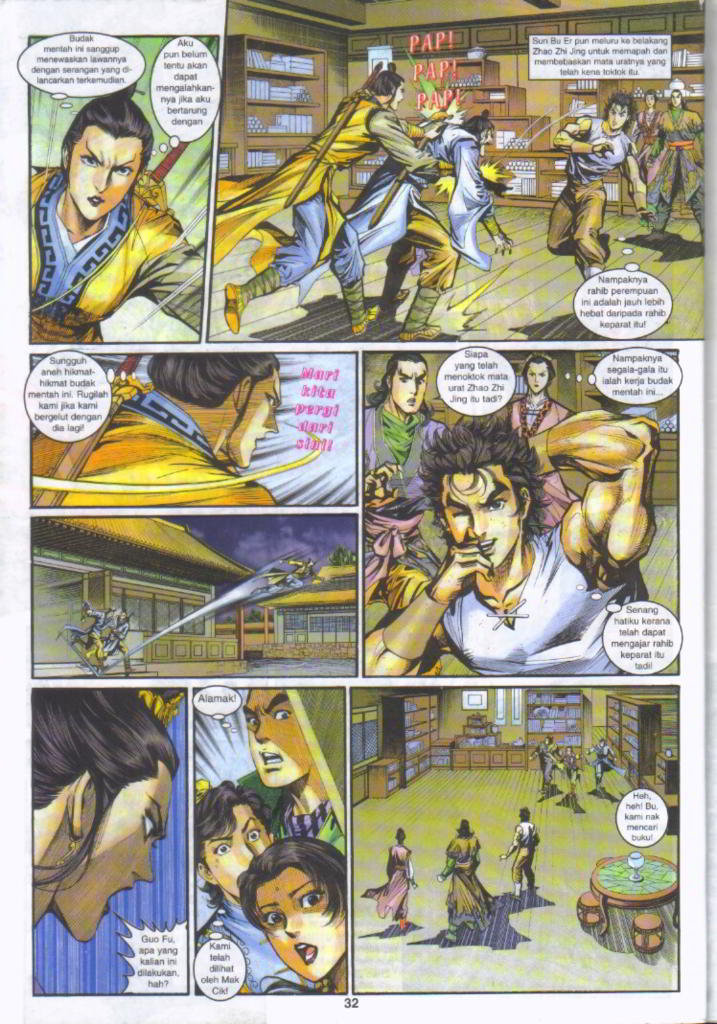 Budak
mentah ini sanggup
menewaskan lawannya
dengan serangan yang di-
lancarkan terkemudian.
Aku
pun belum
tentu akan
dapat
mengalahkan-
nya jika aku
bertarung
dengan
PAP!
PAP!
PAP!
Sun Bu Er pun meluru ke belakang
Zhao Zhi Jing untuk memapah dan
membebaskan mata uratnya yang
telah kena toktok itu.
Nampaknya
rahib perempuan
ini adalah jauh lebih
hebat daripada rahib
keparat itu!
Sungguh
aneh hikmat-
hikmat budak
mentah ini. Rugilah
kami jika kami
bergelut dengan
dia lagi!
Mari
kita
pergi
dari
sini!
Siapa
yang telah
menoktok mata
urat Zhao Zhi
Jing itu tadi?
Nampaknya
segala-gala itu
ialah kerja budak
mentah ini...
Senang
hatiku kerana
telah dapat
mengajar rahib
keparat itu
tadi!
Guo Fu,
apa yang
kalian ini
dilakukan,
hah?
Alamak!
Kami
telah
dilihat
oleh Mak
Cik!
Heh,
heh! Bu,
kami nak
mencari
buku!
32